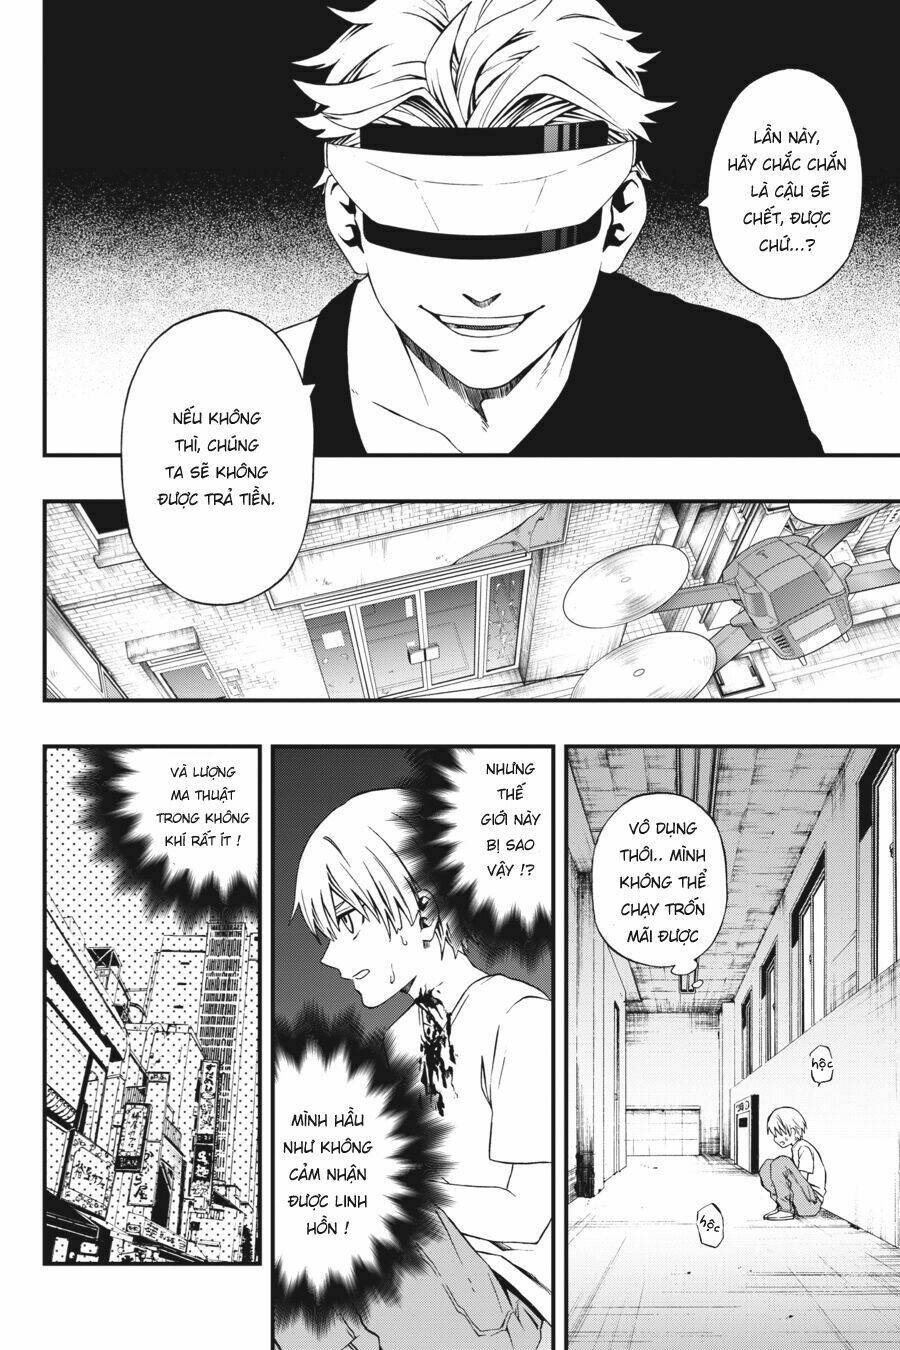 LẦN NÀY,
HÃY CHẮC CHẮN
LÀ CẬU SẼ
CHẾT, ĐƯỢC
CHỨ...?
NẾU KHÔNG
THÌ, CHÚNG
TA SẼ KHÔNG
ĐƯỢC TRẢ TIỀN.
VÔ DỤNG
THÔI.. MÌNH
KHÔNG THỂ
CHẠY TRỐN
MÃI ĐƯỢC
hộc
hộc
NHƯNG
THẾ
GIỚI NÀY
BỊ SAO
VẬY !?
MÌNH HẦU
NHƯ KHÔNG
CẢM NHẬN
ĐƯỢC LINH
HỒN !
VÀ LƯỢNG
MA THUẬT
TRONG KHÔNG
KHÍ RẤT ÍT !